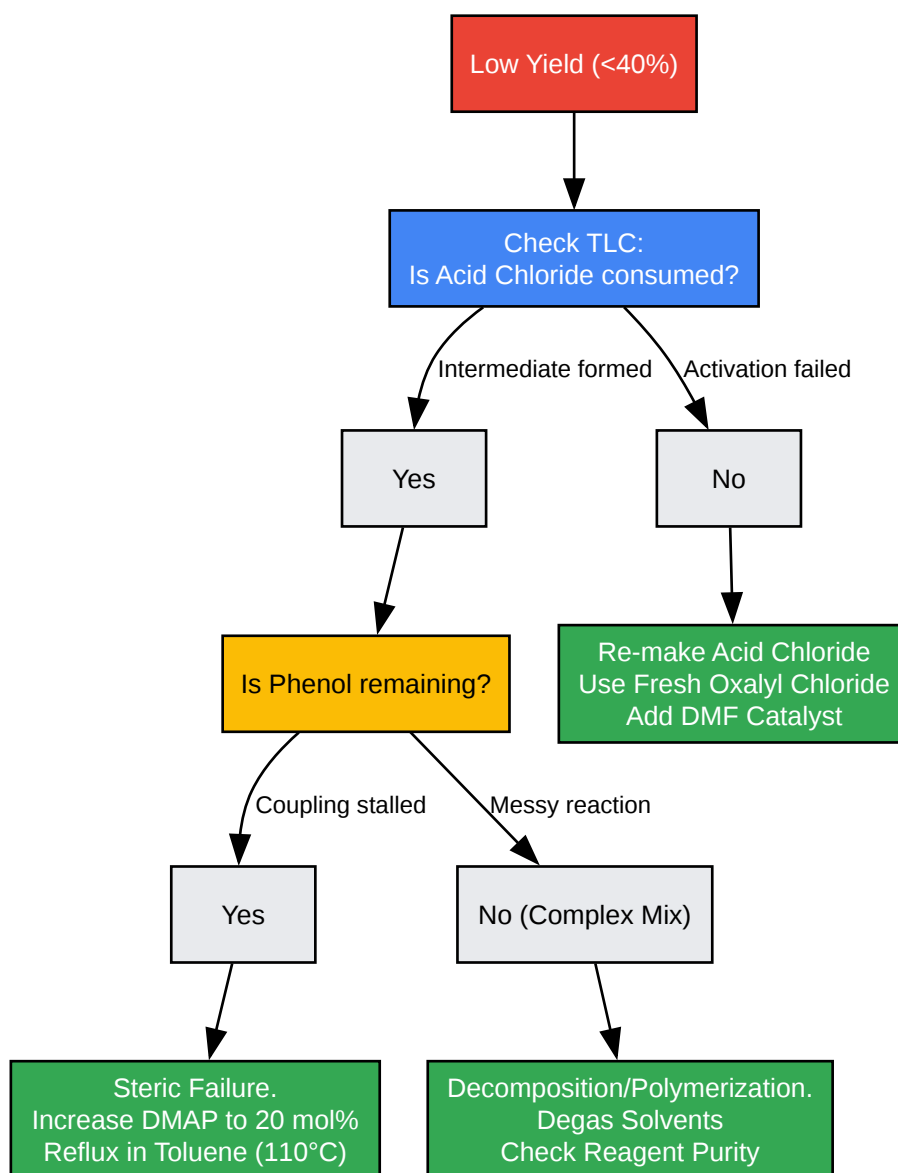 Low Yield (<40%)
Check TLC:
Is Acid Chloride consumed?
Intermediate formed
Activation failed
Yes
No
Is Phenol remaining?
Re-make Acid Chloride
Use Fresh Oxalyl Chloride
Add DMF Catalyst
Coupling stalled
Messy reaction
Yes
No (Complex Mix)
Steric Failure.
Increase DMAP to 20 mol%
Reflux in Toluene (110°C)
Decomposition/Polymerization.
Degas Solvents
Check Reagent Purity